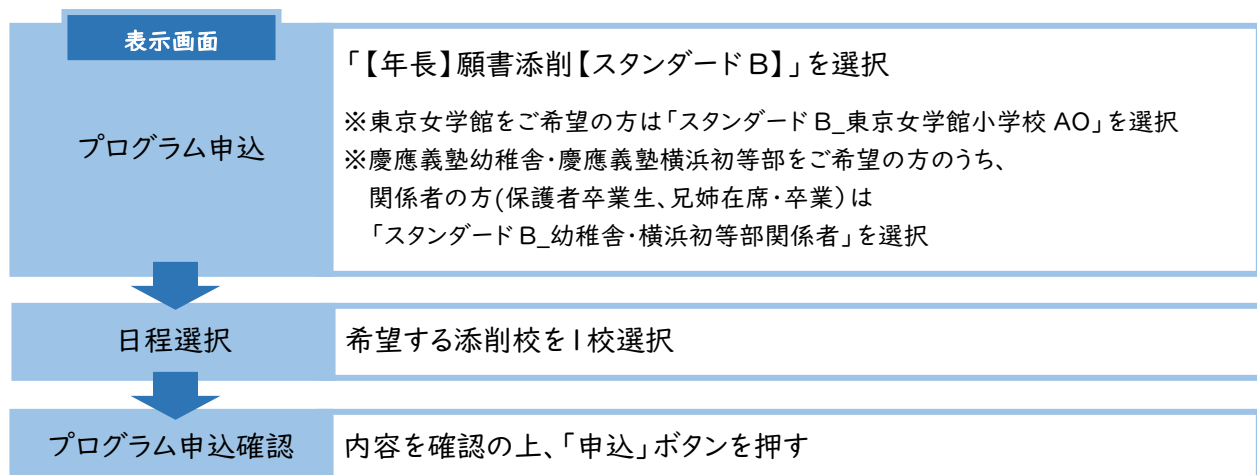 表示画面
プログラム申込
「【年長】願書添削【スタンダードB】」を選択
※東京女学館をご希望の方は「スタンダードB_東京女学館小学校AO」を選択
※慶應義塾幼稚舎・慶應義塾横浜初等部をご希望の方のうち、
関係者の方(保護者卒業生、兄姉在席・卒業)は
「スタンダードB_幼稚舎・横浜初等部関係者」を選択
日程選択
希望する添削校を1校選択
プログラム申込確認
内容を確認の上、「申込」ボタンを押す